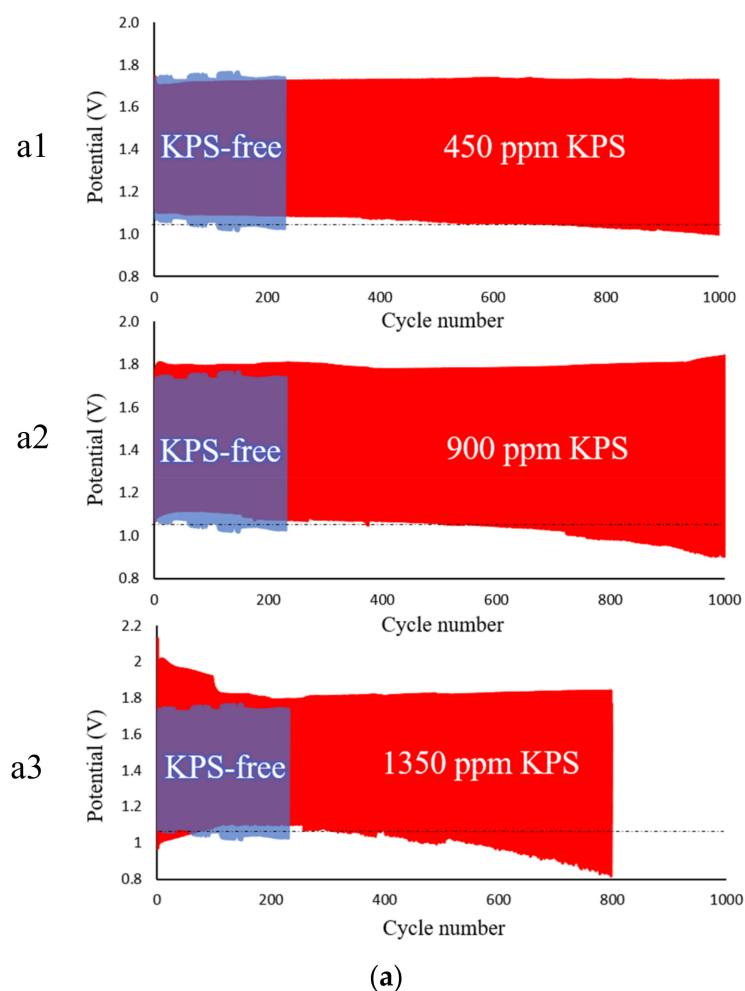 a1
Potential (V)
2.0
1.8
1.6
1.4
1.2
1.0
0.8
KPS-free
450 ppm KPS
0
200
400
600
800
1000
Cycle number
a2
Potential (V)
2.0
1.8
1.6
1.4
1.2
1.0
0.8
KPS-free
900 ppm KPS
0
200
400
600
800
1000
Cycle number
a3
Potential (V)
2.2
2
1.8
1.6
1.4
1.2
1
0.8
KPS-free
1350 ppm KPS
0
200
400
600
800
1000
Cycle number
(a)